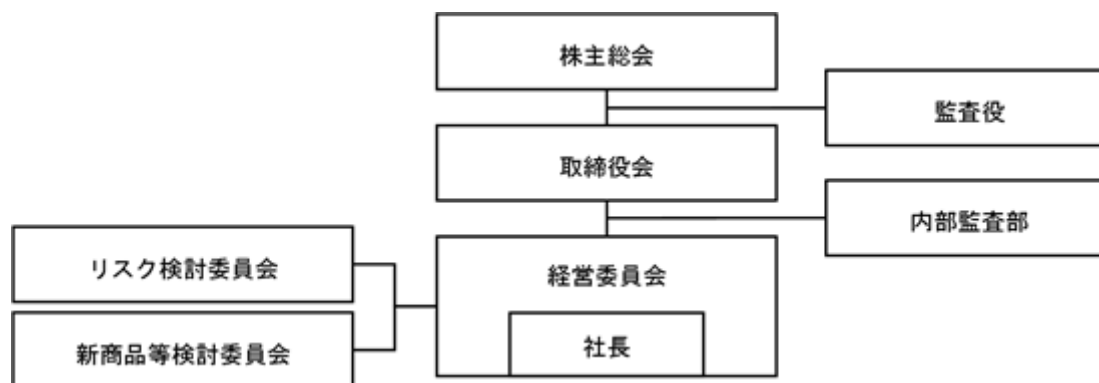 株主総会
監査役
取締役会
内部監査部
リスク検討委員会
経営委員会
新商品等検討委員会
社長